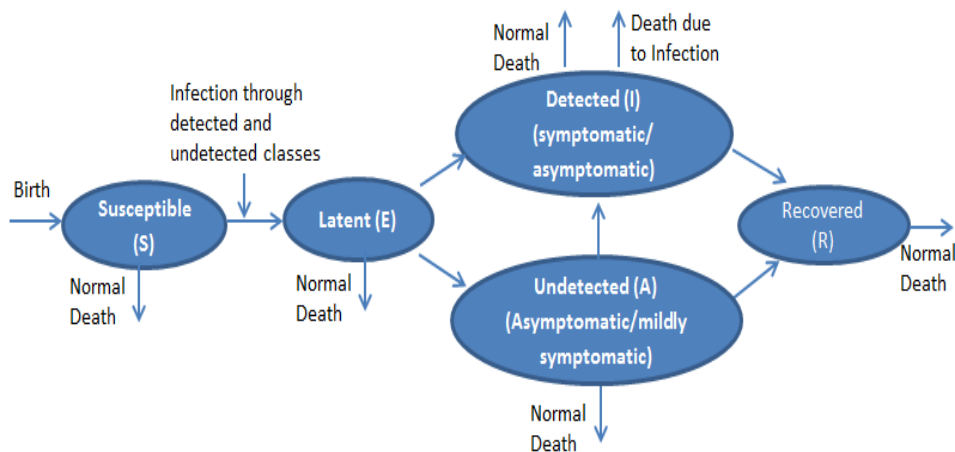 Birth
Susceptible
(S)
Normal
Death
Infection through
detected and
undetected classes
Latent (E)
Normal
Death
Normal
Death
Death due
to Infection
Detected (I)
(symptomatic/
asymptomatic)
Undetected (A)
(Asymptomatic/mildly
symptomatic)
Normal
Death
Recovered
(R)
Normal
Death